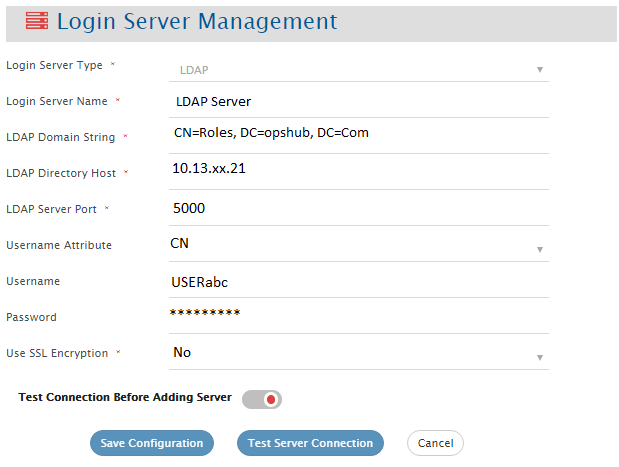 Login Server Management
Login Server Type * LDAP
Login Server Name * LDAP Server
LDAP Domain String * CN=Roles, DC=opshub, DC=Com
LDAP Directory Host * 10.13.xx.21
LDAP Server Port * 5000
Username Attribute CN
Username USERabc
Password *********
Use SSL Encryption * No
Test Connection Before Adding Server
Save Configuration Test Server Connection Cancel